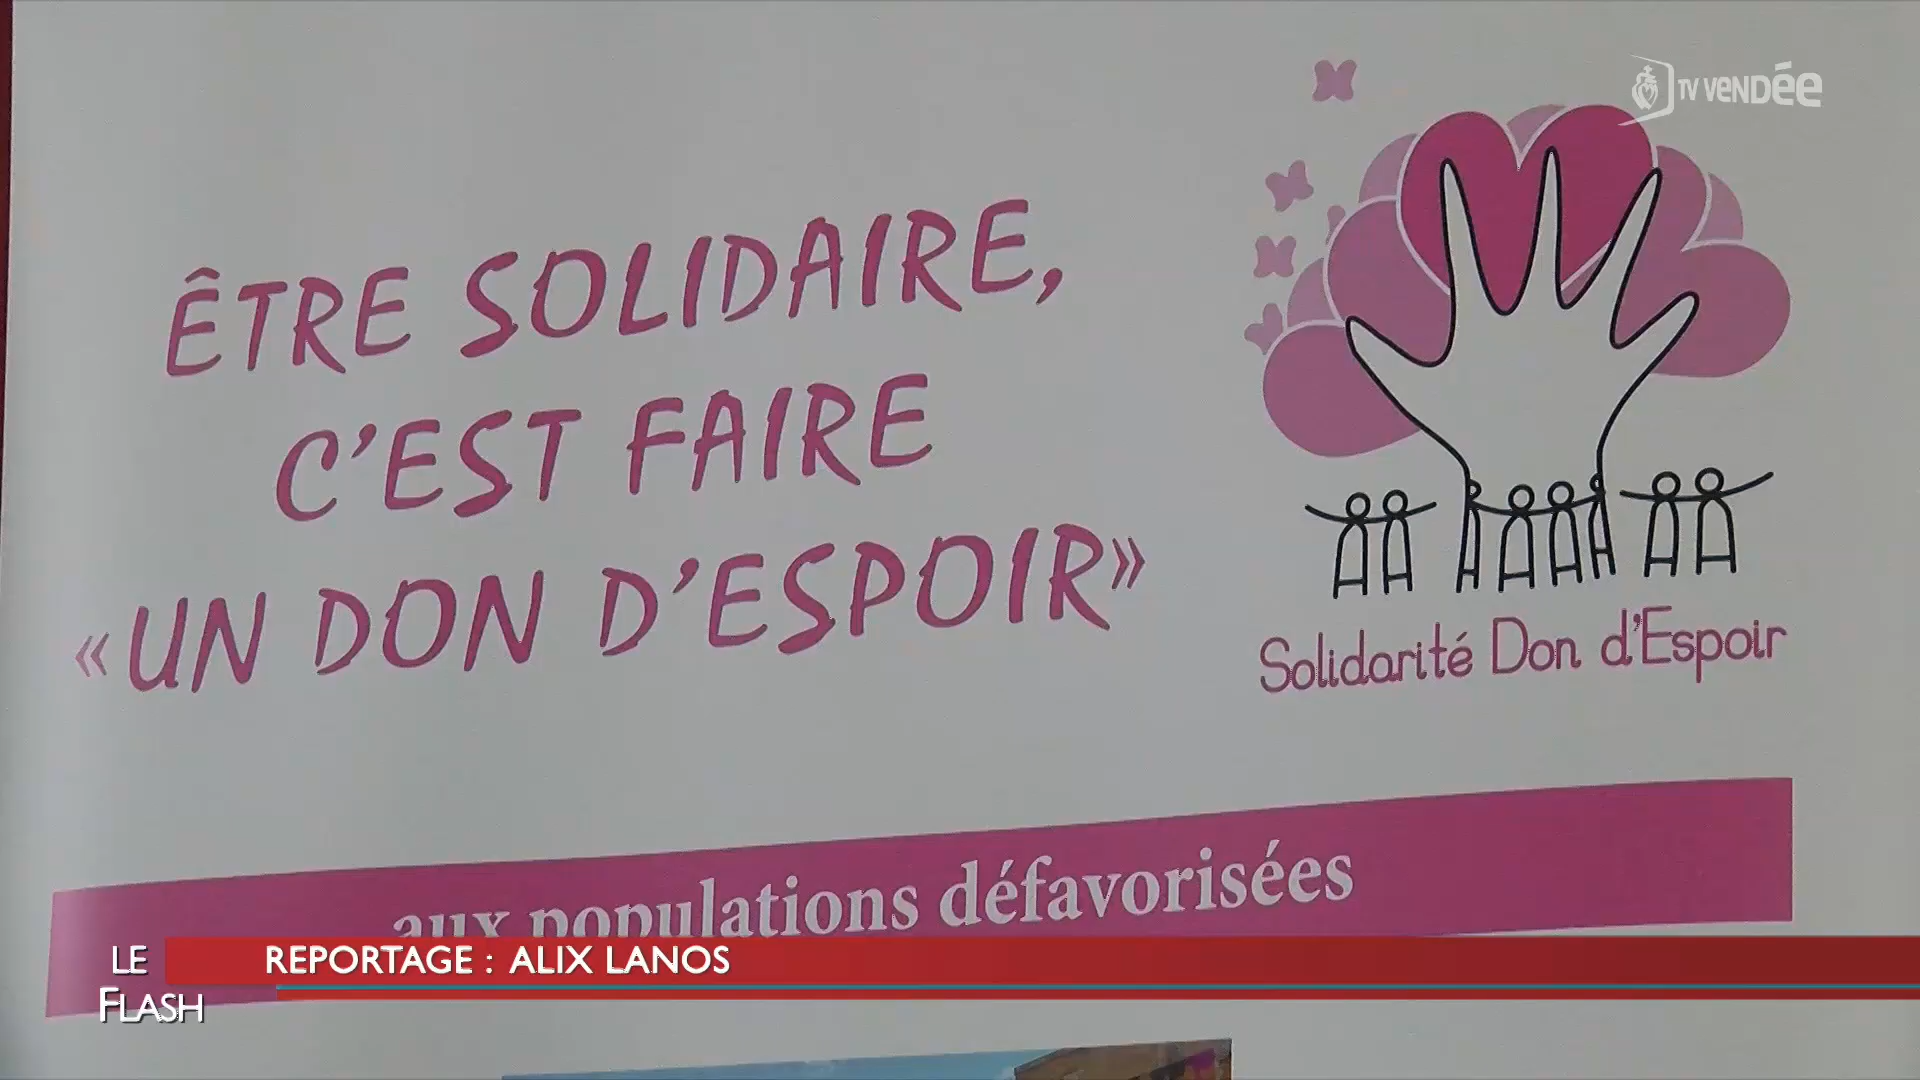 TV VENDÉE
ÊTRE SOLIDAIRE,
C'EST FAIRE
«UN DON D'ESPOIR»
Solidarité Don d'Espoir
aux populations défavorisées
LE FLASH
REPORTAGE : ALIX LANOS